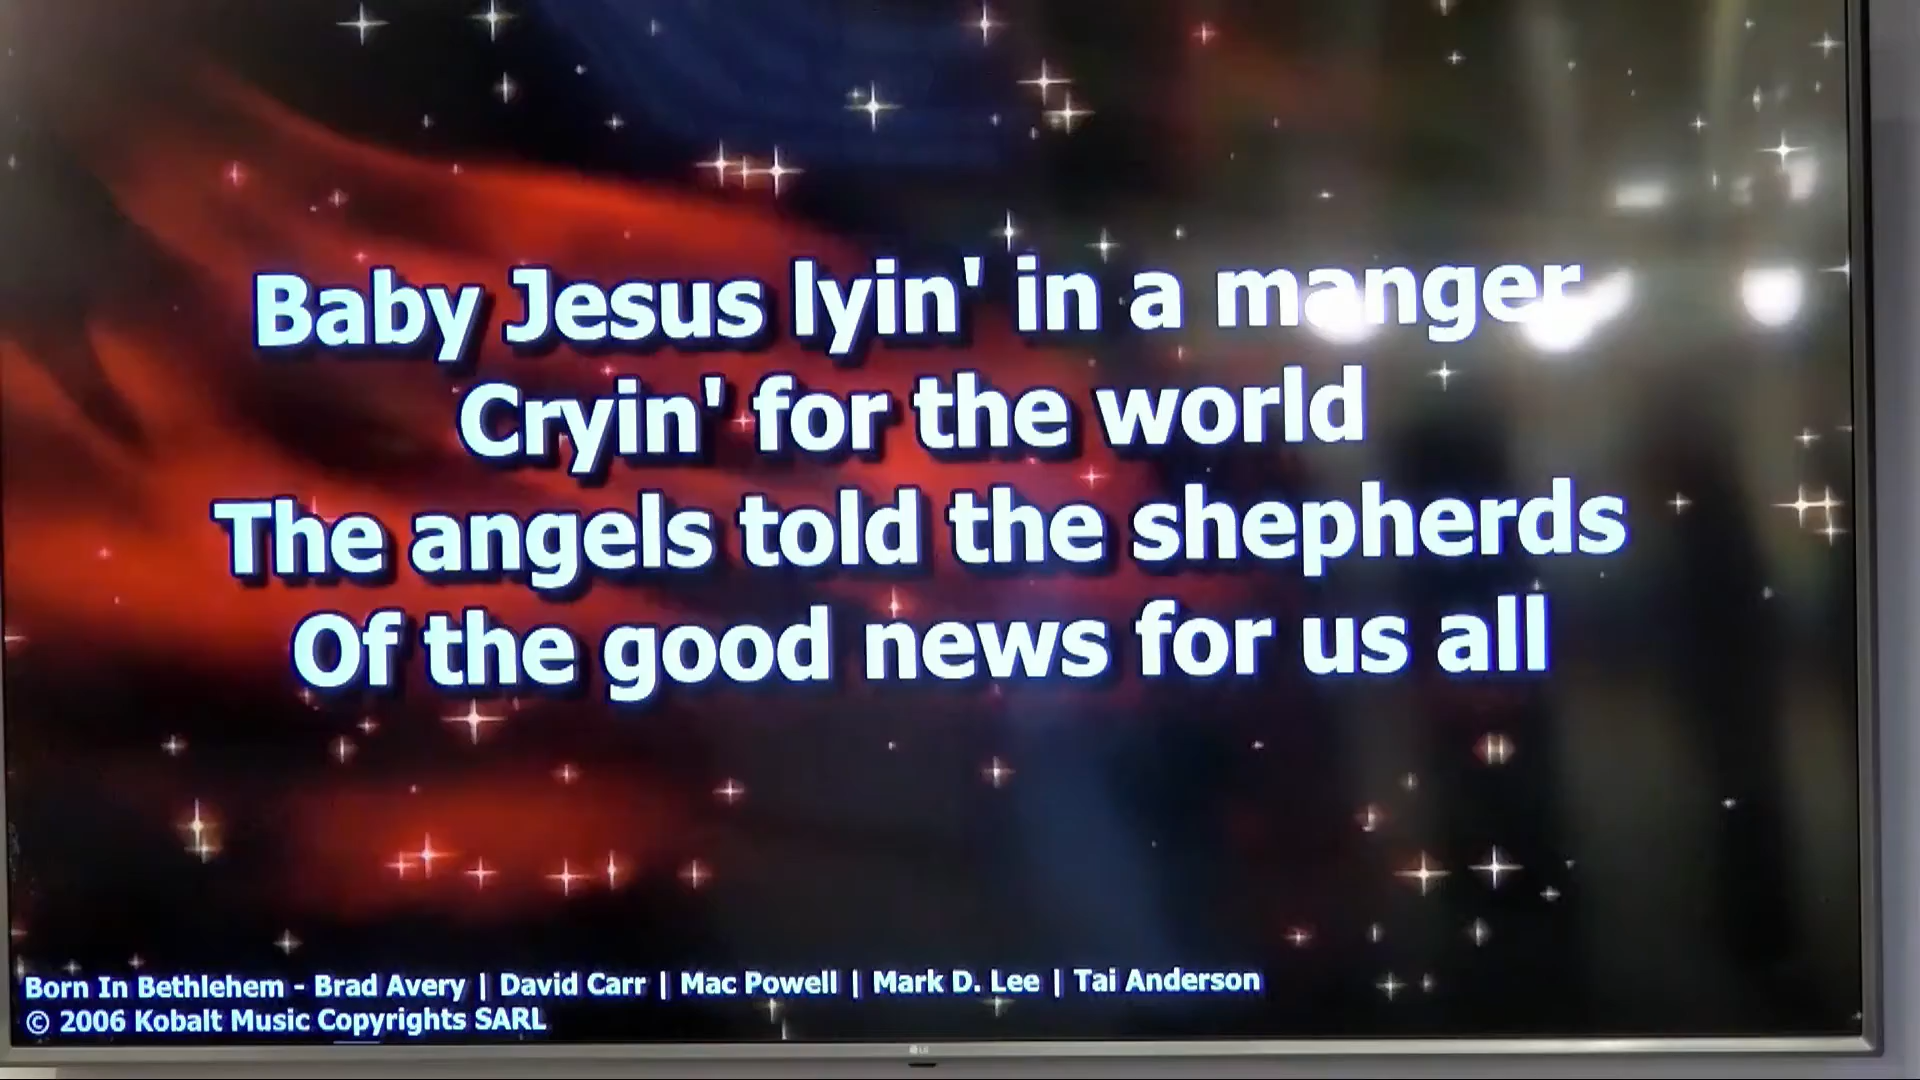 Baby Jesus lyin' in a manger
Cryin' for the world
The angels told the shepherds
Of the good news for us all
Born In Bethlehem - Brad Avery | David Carr | Mac Powell | Mark D. Lee | Tai Anderson
© 2006 Kobalt Music Copyrights SARL
LG